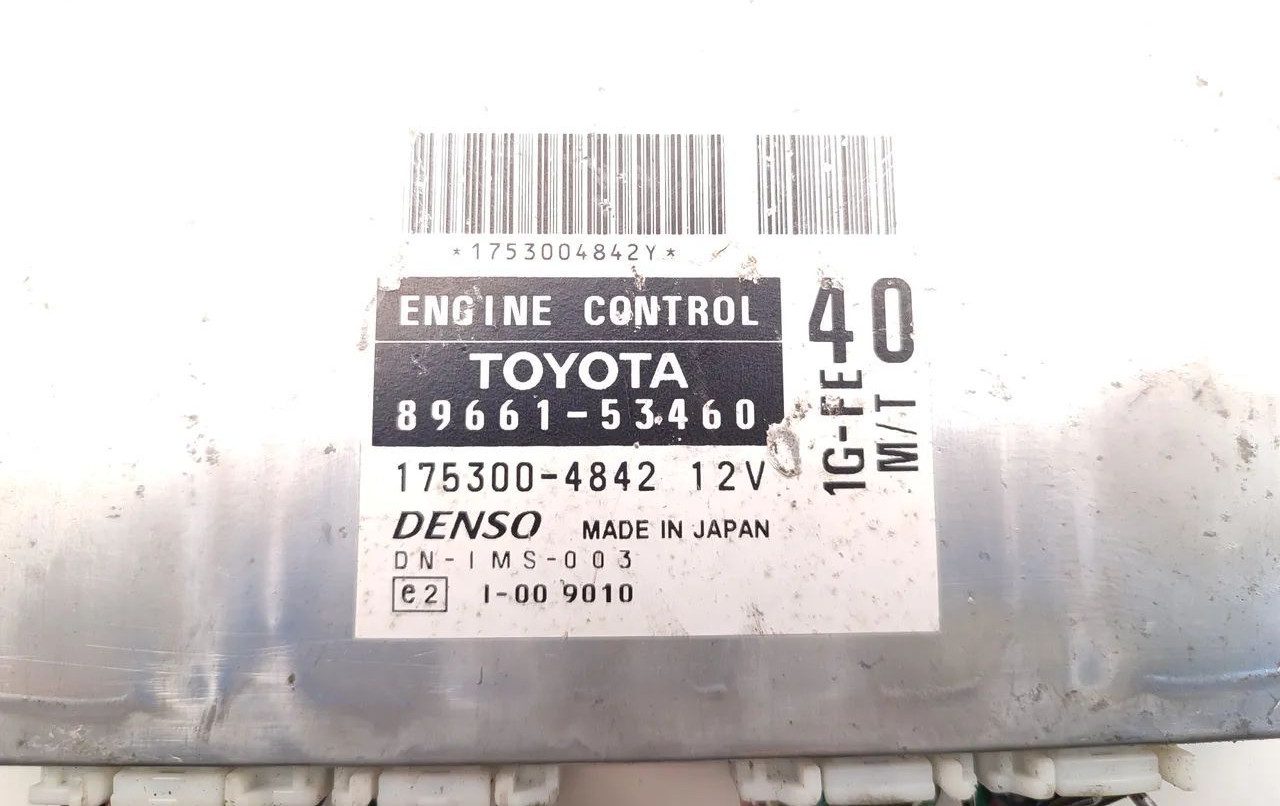 *1753004842Y*
ENGINE CONTROL
TOYOTA
89661-53460
175300-4842 12V
DENSO MADE IN JAPAN
DN-IMS-003
e2 I-00 9010
40
1G-FE
M/T